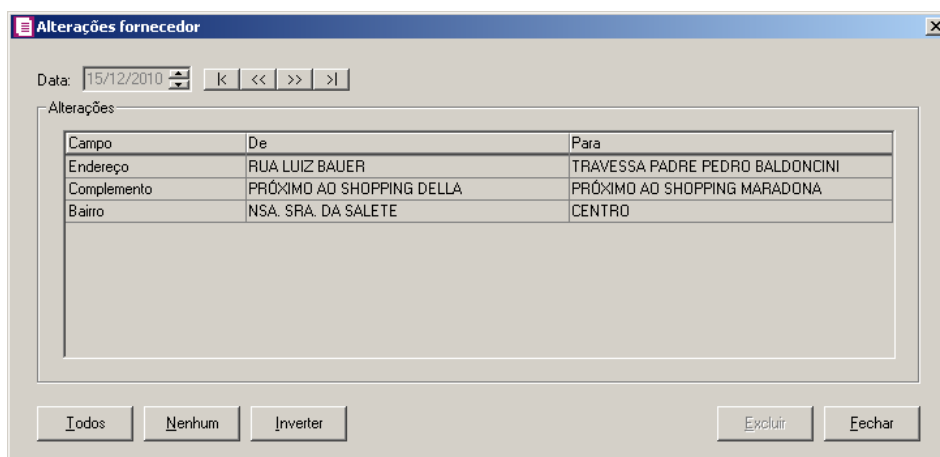 Alterações fornecedor
Data: 15/12/2010 |< << >> >|
Alterações
Campo De Para
Endereço RUA LUIZ BAUER TRAVESSA PADRE PEDRO BALDONCINI
Complemento PRÓXIMO AO SHOPPING DELLA PRÓXIMO AO SHOPPING MARADONA
Bairro NSA. SRA. DA SALETE CENTRO
Todos Nenhum Inverter Excluir Fechar